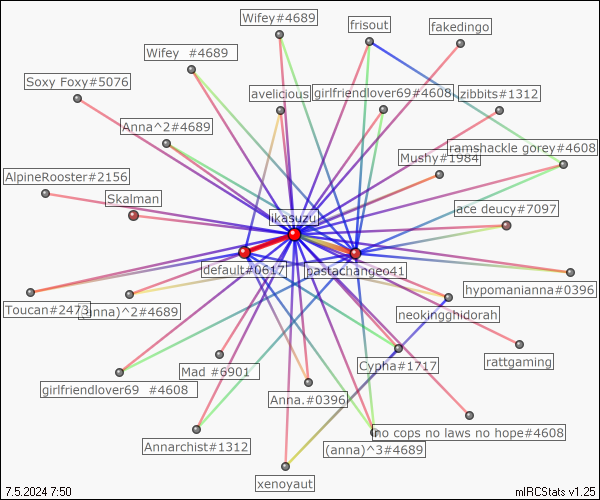 Wifey#4689
frisout
fakedingo
Wifey  #4689
Soxy Foxy#5076
avelicious
girlfriendlover69#4608
zibbits#1312
Anna^2#4689
ramshackle gorey#4608
Mushy#1984
AlpineRooster#2156
Skalman
ikasuzu
ace deucy#7097
default#0617
pastachangeo41
hypomanianna#0396
Toucan#2473
(anna)^2#4689
neokingghidorah
Mad #6901
Cypha#1717
rattgaming
girlfriendlover69  #4608
Anna.#0396
no cops no laws no hope#4608
Annarchist#1312
(anna)^3#4689
xenoyaut
7.5.2024 7:50
mIRCStats v1.25